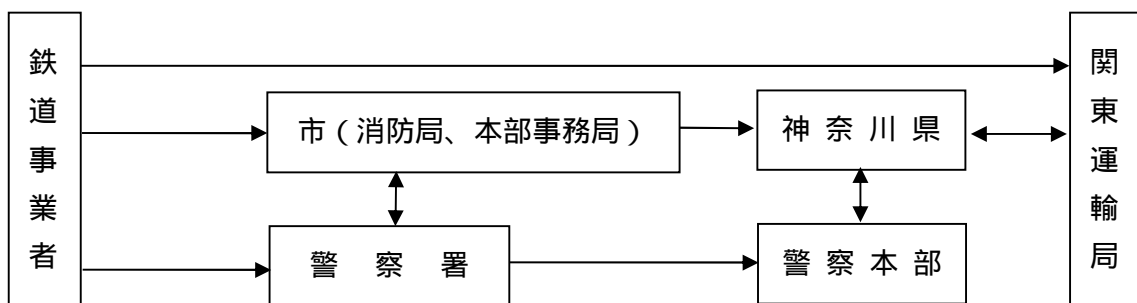 鉄道事業者
市（消防局、本部事務局）
神奈川県
関東運輸局
警察署
警察本部